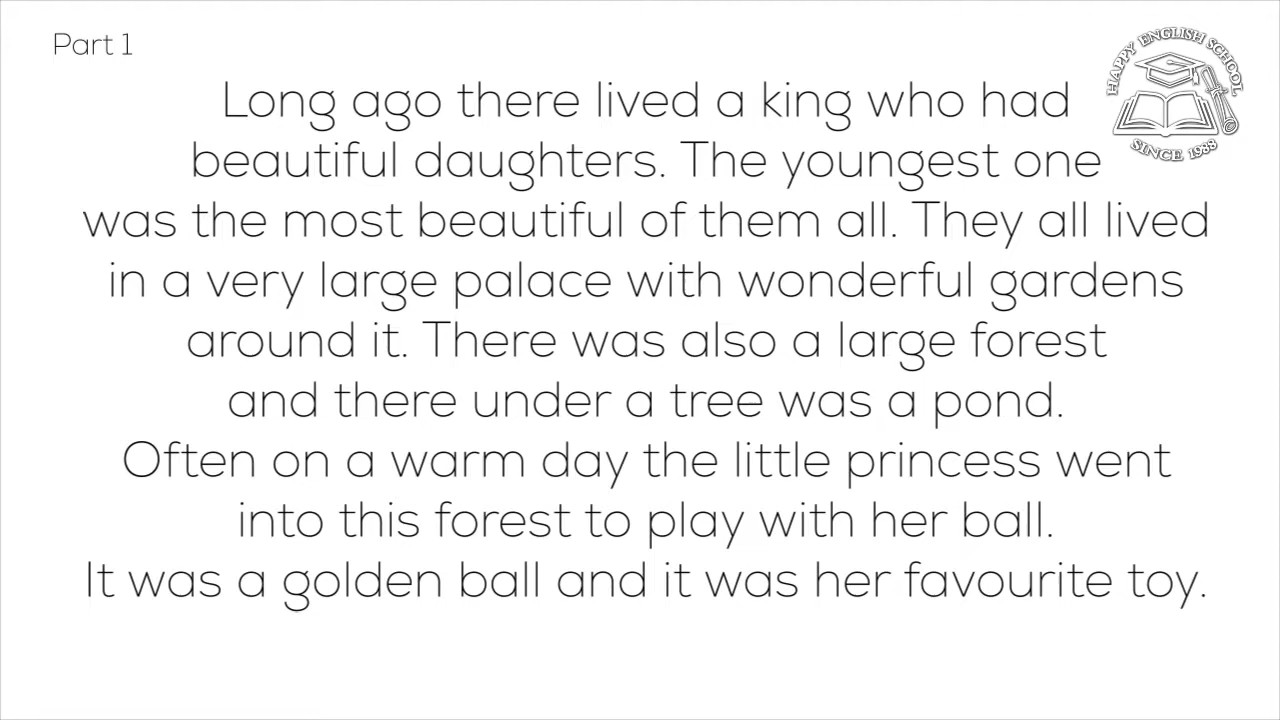 Part 1
HAPPY ENGLISH SCHOOL
SINCE 1988
Long ago there lived a king who had
beautiful daughters. The youngest one
was the most beautiful of them all. They all lived
in a very large palace with wonderful gardens
around it. There was also a large forest
and there under a tree was a pond.
Often on a warm day the little princess went
into this forest to play with her ball.
It was a golden ball and it was her favourite toy.